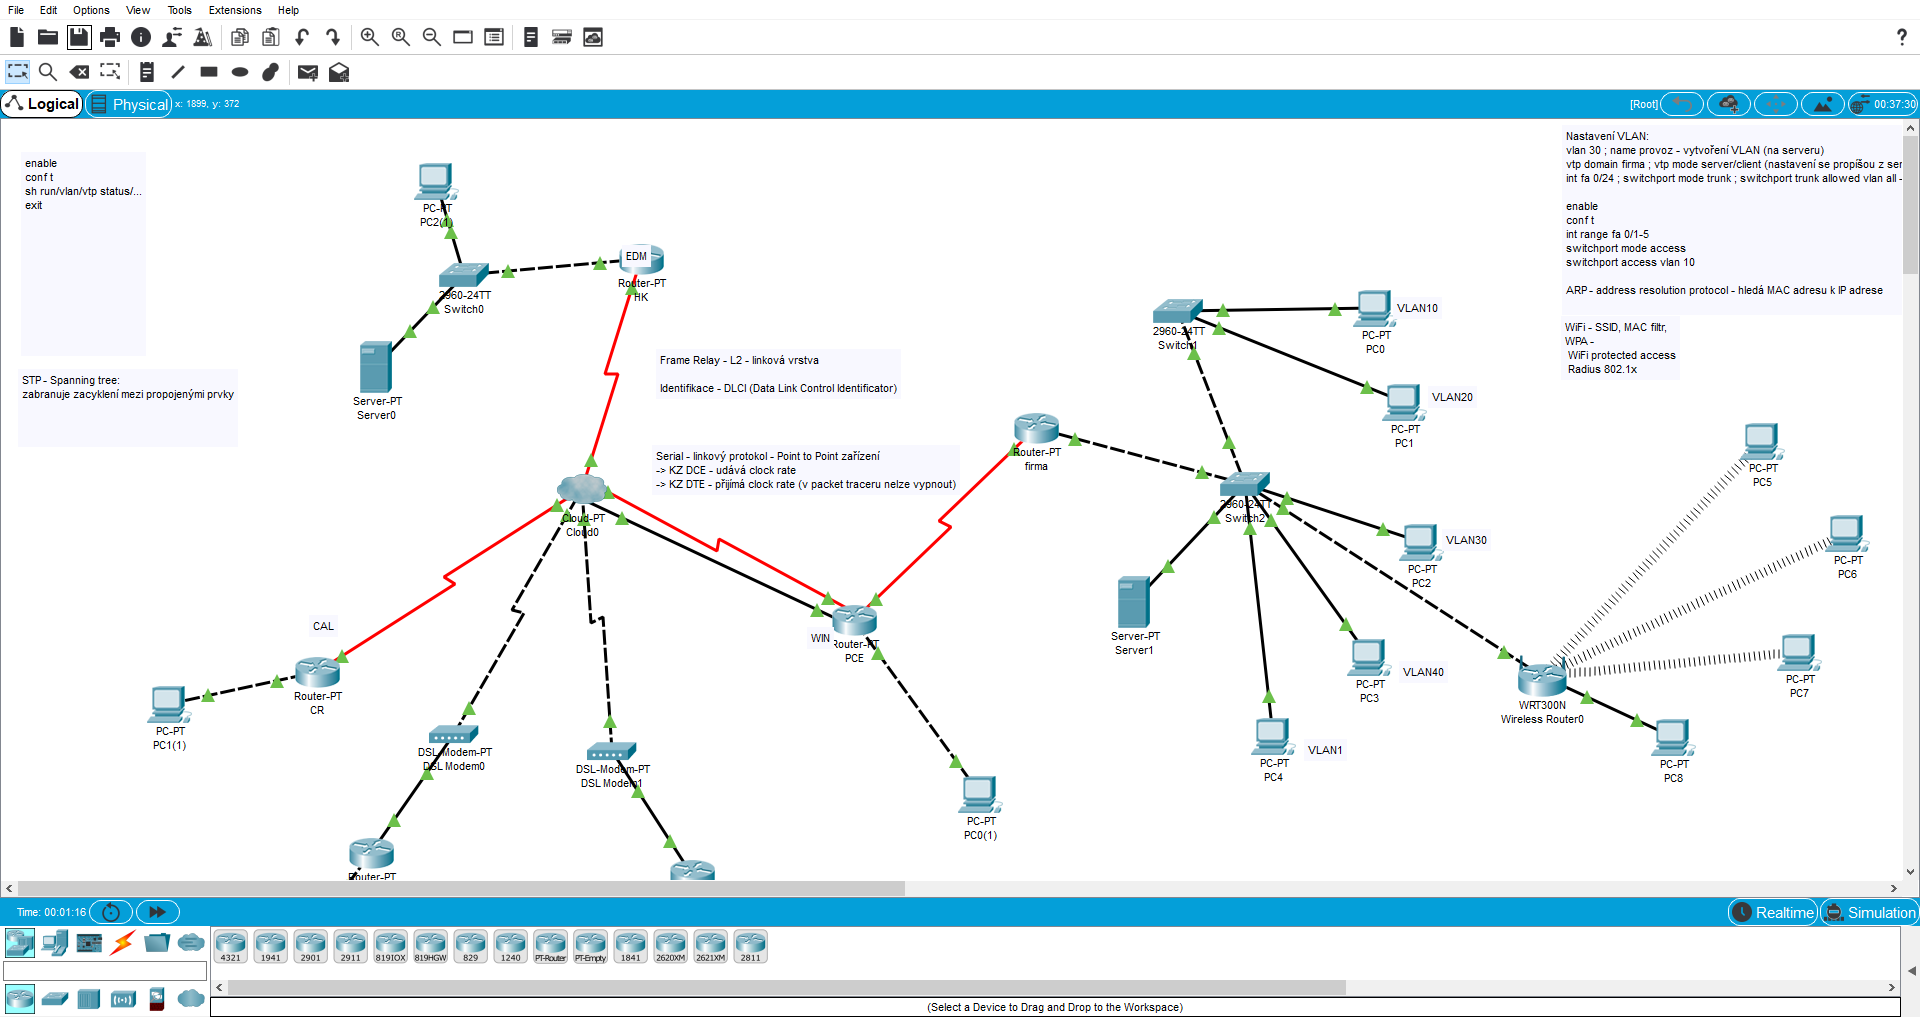 File Edit Options View Tools Extensions Help
?
Logical
Physical
x: 1899, y: 372
[Root]
00:37:30
enable
conf t
sh run/vlan/vtp status/...
exit
STP - Spanning tree:
zabranuje zacyklení mezi propojenými prvky
PC-PT
PC2(1)
2960-24TT
Switch0
Server-PT
Server0
EDM
Router-PT
HK
Frame Relay - L2 - linková vrstva
Identifikace - DLCI (Data Link Control Identificator)
Serial - linkový protokol - Point to Point zařízení
-> KZ DCE - udává clock rate
-> KZ DTE - přijímá clock rate (v packet traceru nelze vypnout)
Cloud-PT
Cloud0
CAL
Router-PT
CR
PC-PT
PC1(1)
DSL-Modem-PT
DSL Modem0
DSL-Modem-PT
DSL Modem1
Router-PT
WIN
Router-PT
PCE
PC-PT
PC0(1)
Router-PT
firma
2960-24TT
Switch1
PC-PT
PC0
VLAN10
PC-PT
PC1
VLAN20
2960-24TT
Switch2
PC-PT
PC2
VLAN30
Server-PT
Server1
PC-PT
PC3
VLAN40
PC-PT
PC4
VLAN1
WRT300N
Wireless Router0
PC-PT
PC5
PC-PT
PC6
PC-PT
PC7
PC-PT
PC8
Nastavení VLAN:
vlan 30 ; name provoz - vytvoření VLAN (na serveru)
vtp domain firma ; vtp mode server/client (nastavení se propíšou z ser
int fa 0/24 ; switchport mode trunk ; switchport trunk allowed vlan all -
enable
conf t
int range fa 0/1-5
switchport mode access
switchport access vlan 10
ARP - address resolution protocol - hledá MAC adresu k IP adrese
WiFi - SSID, MAC filtr,
WPA -
WiFi protected access
Radius 802.1x
Time: 00:01:16
Realtime
Simulation
4321 1941 2901 2911 819IOX 819HGW 829 1240 PT-Router PT-Empty 1841 2620XM 2621XM 2811
(Select a Device to Drag and Drop to the Workspace)